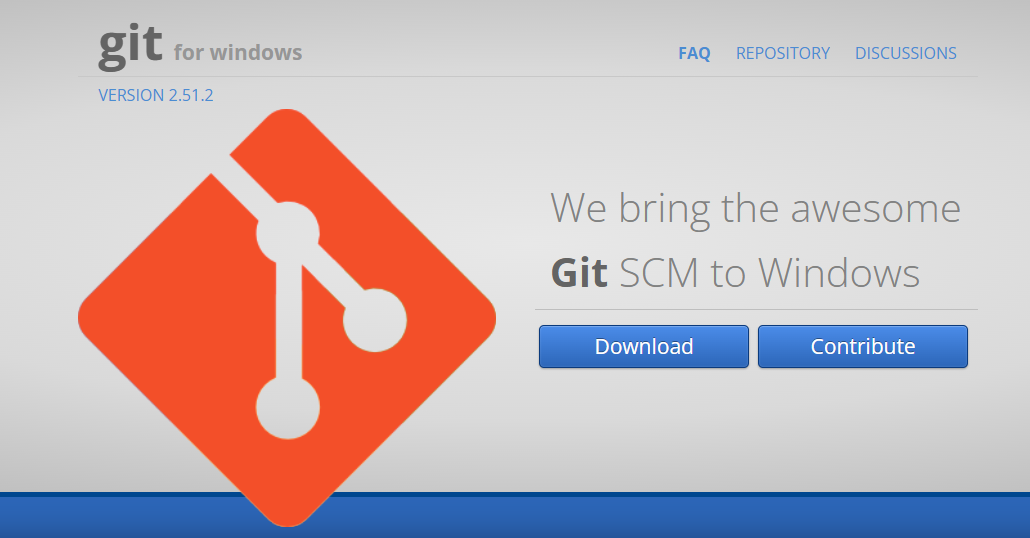 git for windows
FAQ REPOSITORY DISCUSSIONS
VERSION 2.51.2
We bring the awesome
Git SCM to Windows
Download Contribute